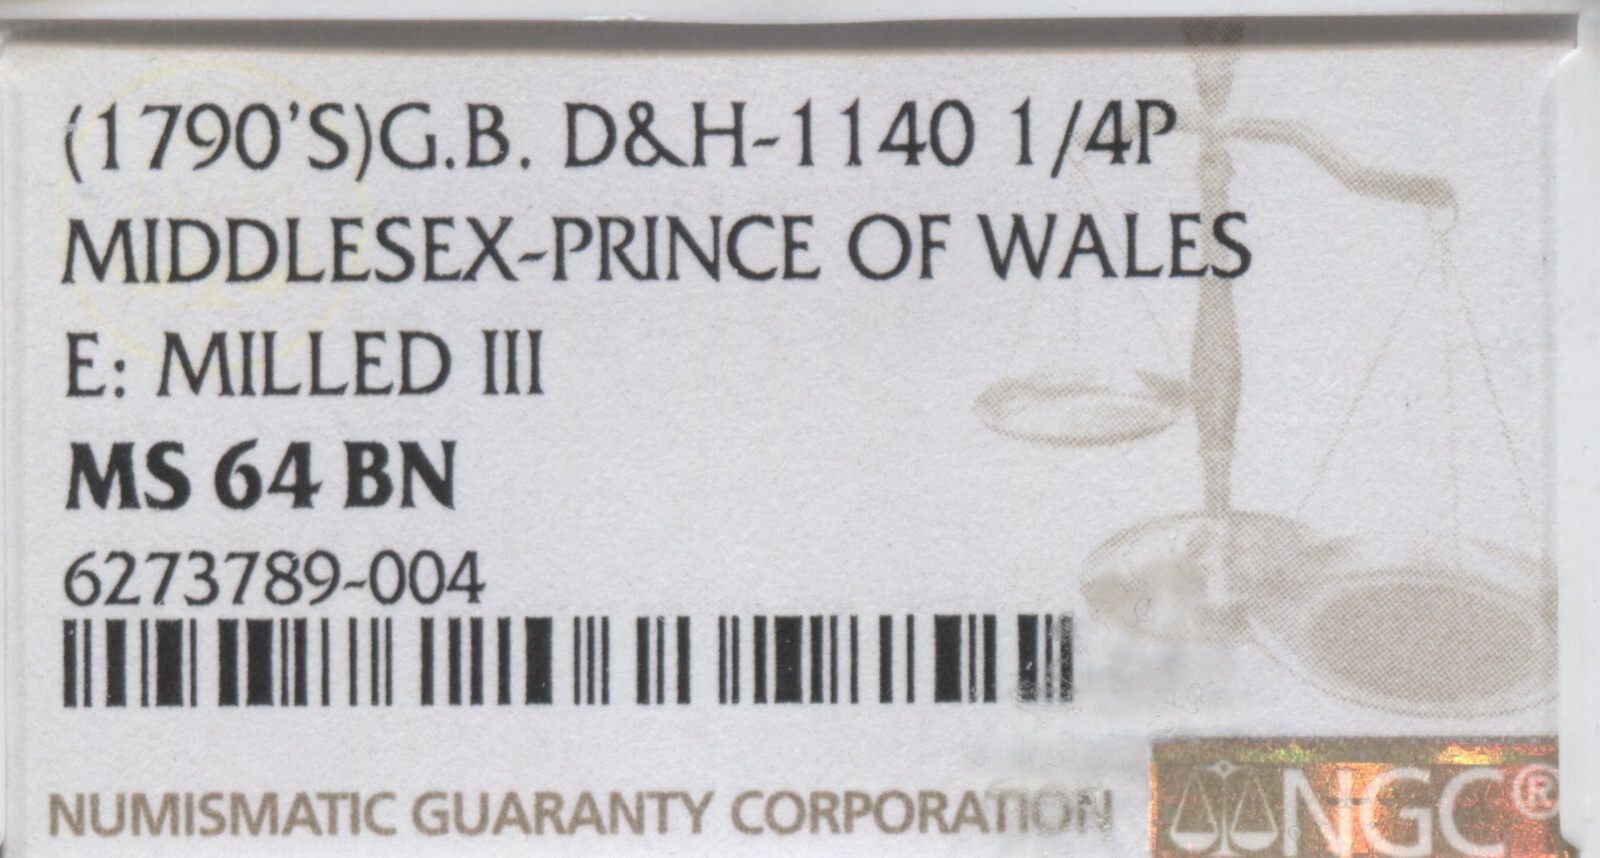 (1790'S)G.B. D&H-1140 1/4P
MIDDLESEX-PRINCE OF WALES
E: MILLED III
MS 64 BN
6273789-004
NUMISMATIC GUARANTY CORPORATION
NGC®